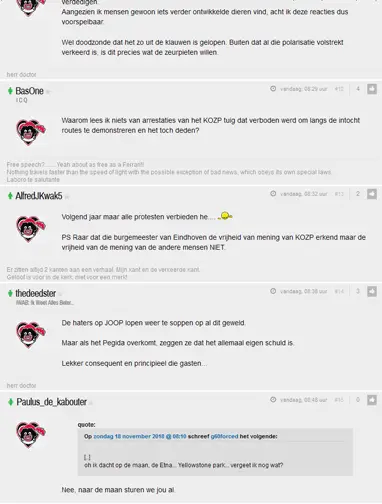 verdedigen.
Aangezien ik mensen gewoon iets verder ontwikkelde dieren vind, acht ik deze reacties dus
voorspelbaar.
Wel doodzonde dat het zo uit de klauwen is gelopen. Buiten dat al die polarisatie volstrekt
verkeerd is, is dit precies wat de zeurpieten willen.
herr doctor
BasOne
I C Q
vandaag, 08:29 uur #12 4
Waarom lees ik niets van arrestaties van het KOZP tuig dat verboden werd om langs de intocht
routes te demonstreren en het toch deden?
Free speech?...... Yeah about as free as a Ferrari!!
Nothing travels faster than the speed of light with the possible exception of bad news, which obeys its own special laws.
Laboro te salutante
AlfredJKwak5
vandaag, 08:32 uur #13 2
Volgend jaar maar alle protesten verbieden he....
PS Raar dat die burgemeester van Eindhoven de vrijheid van mening van KOZP erkend maar de
vrijheid van de mening van de andere mensen NIET.
Er zitten altijd 2 kanten aan een verhaal. Mijn kant en de verkeerde kant.
Geloof is voor in de kerk, niet voor een merk!
thedeedster
IWAB: Ik Weet Alles Beter...
vandaag, 08:36 uur #14 3
De haters op JOOP lopen weer te soppen op al dit geweld.
Maar als het Pegida overkomt, zeggen ze dat het allemaal eigen schuld is.
Lekker consequent en principieel die gasten...
herr doctor
Paulus_de_kabouter
vandaag, 08:46 uur #15 0
quote:
Op zondag 18 november 2018 @ 08:10 schreef g60forced het volgende:
[..]
oh ik dacht op de maan, de Etna... Yellowstone park... vergeet ik nog wat?
Nee, naar de maan sturen we jou al.